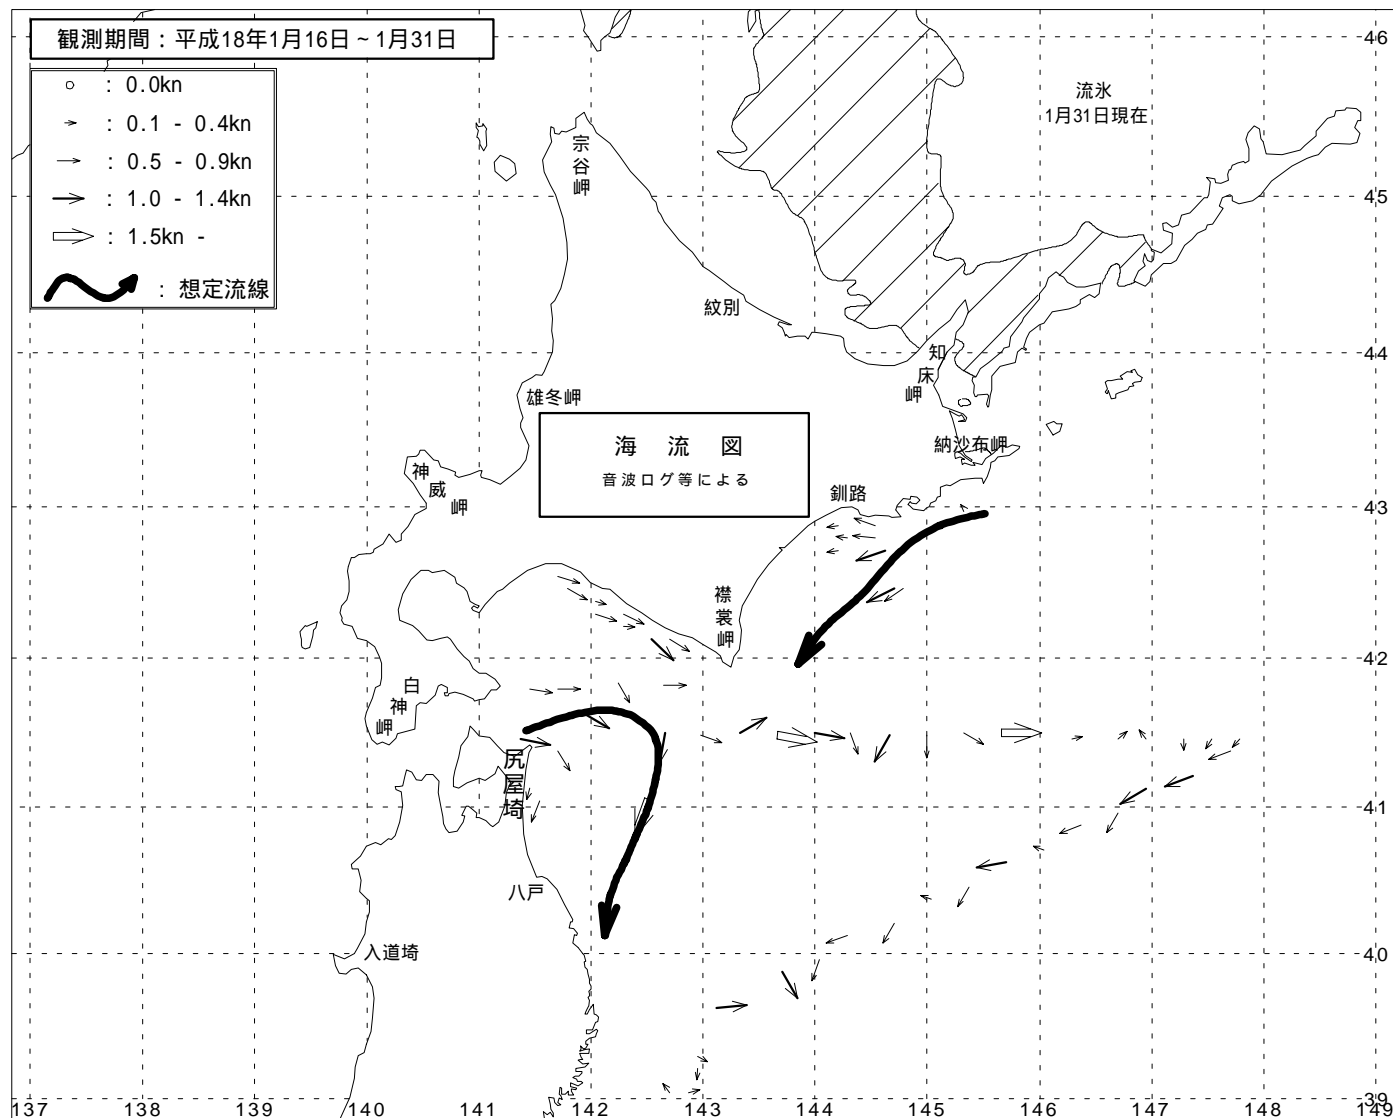 観測期間：平成18年1月16日～1月31日
：0.0kn
：0.1 - 0.4kn
：0.5 - 0.9kn
：1.0 - 1.4kn
：1.5kn -
：想定流線
流氷
1月31日現在
宗谷岬
紋別
知床岬
雄冬岬
海流図
音波ログ等による
納沙布岬
神威岬
釧路
襟裳岬
白神岬
尻屋埼
八戸
入道埼
46
45
44
43
42
41
40
39
137 138 139 140 141 142 143 144 145 146 147 148 149